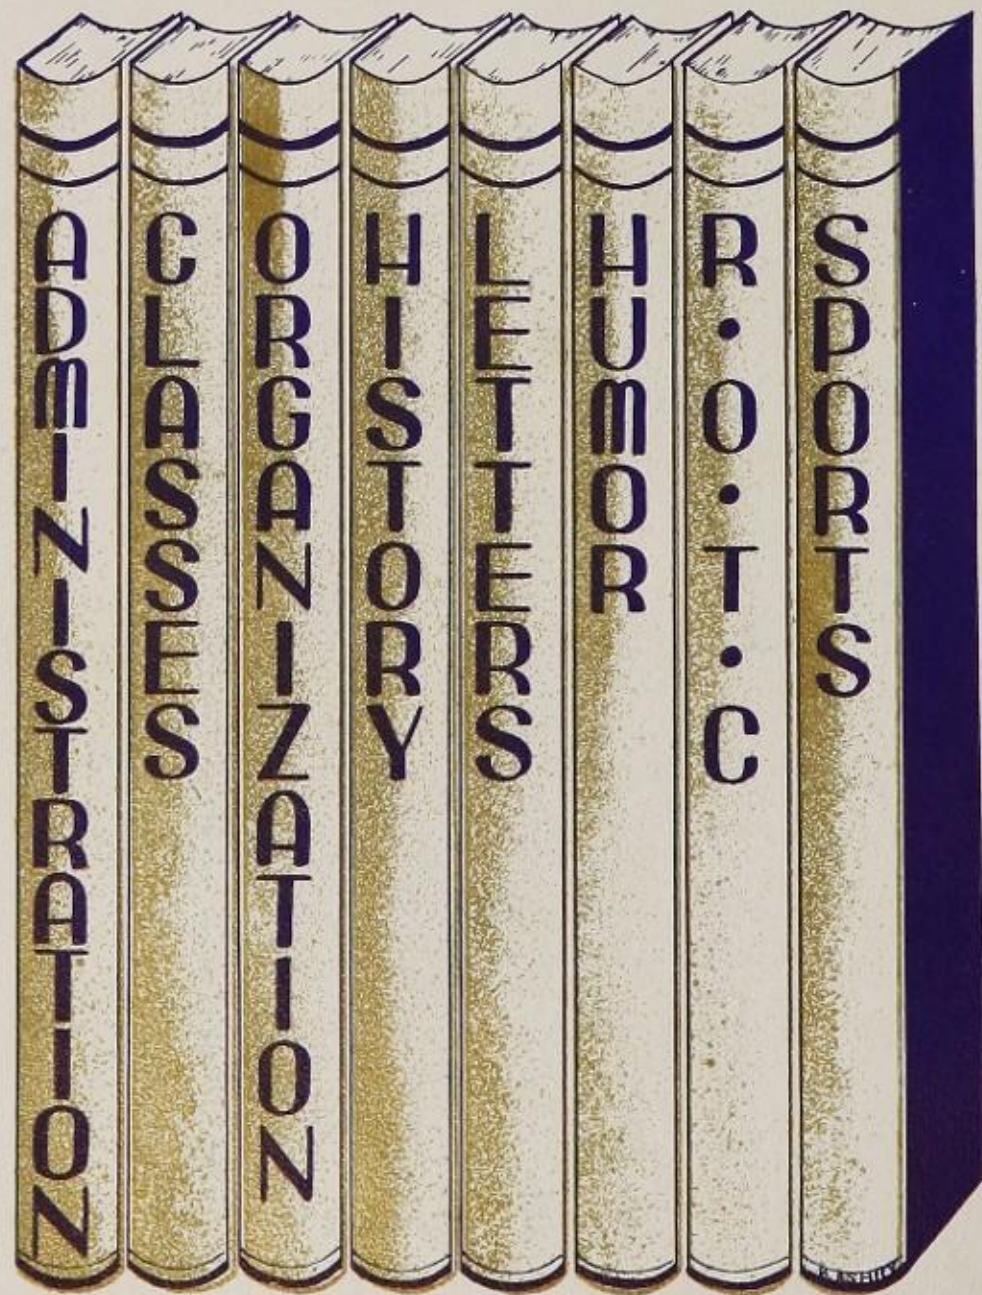 ADMINISTRATION
CLASSES
ORGANIZATION
HISTORY
LETTERS
HUMOR
R·O·T·C
SPORTS